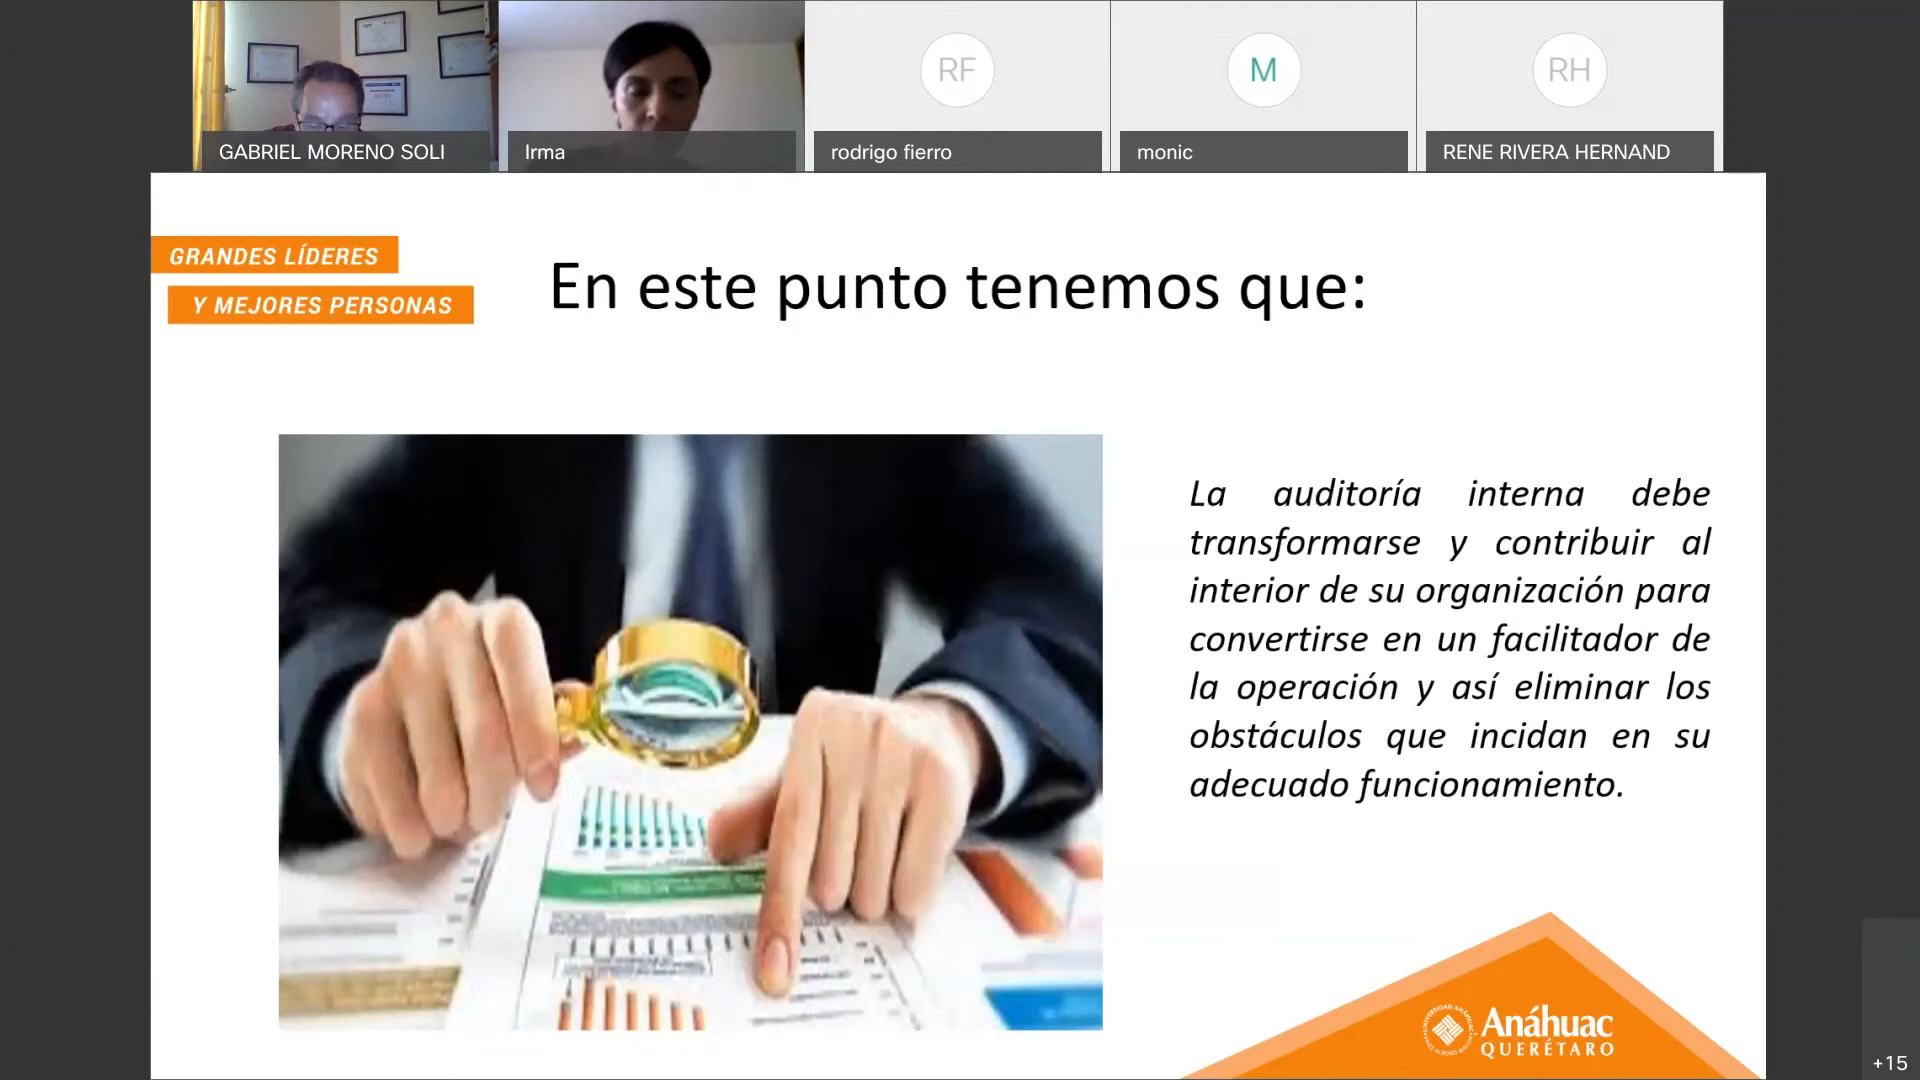 GABRIEL MORENO SOLI
Irma
RF
rodrigo fierro
M
monic
RH
RENE RIVERA HERNAND
GRANDES LÍDERES
Y MEJORES PERSONAS
En este punto tenemos que:
La auditoría interna debe
transformarse y contribuir al
interior de su organización para
convertirse en un facilitador de
la operación y así eliminar los
obstáculos que incidan en su
adecuado funcionamiento.
Anáhuac
QUERÉTARO
+15